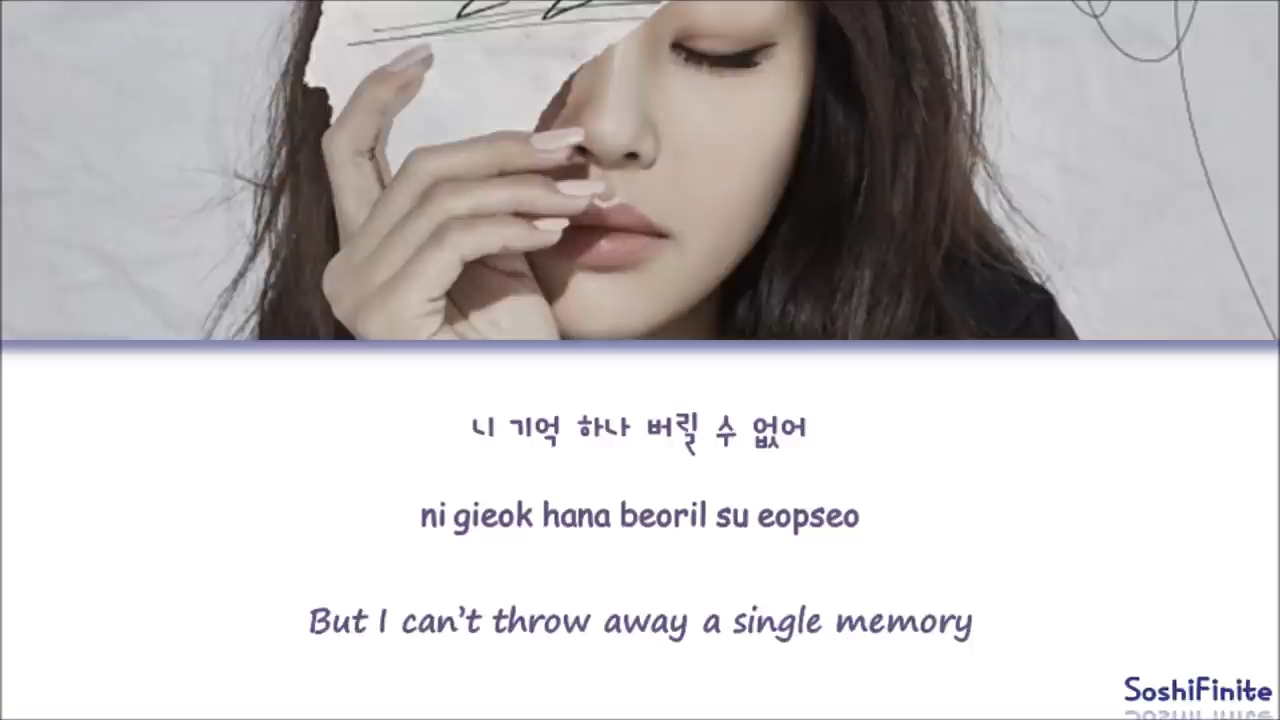 니 기억 하나 버릴 수 없어
ni gieok hana beoril su eopseo
But I can't throw away a single memory
SoshiFinite